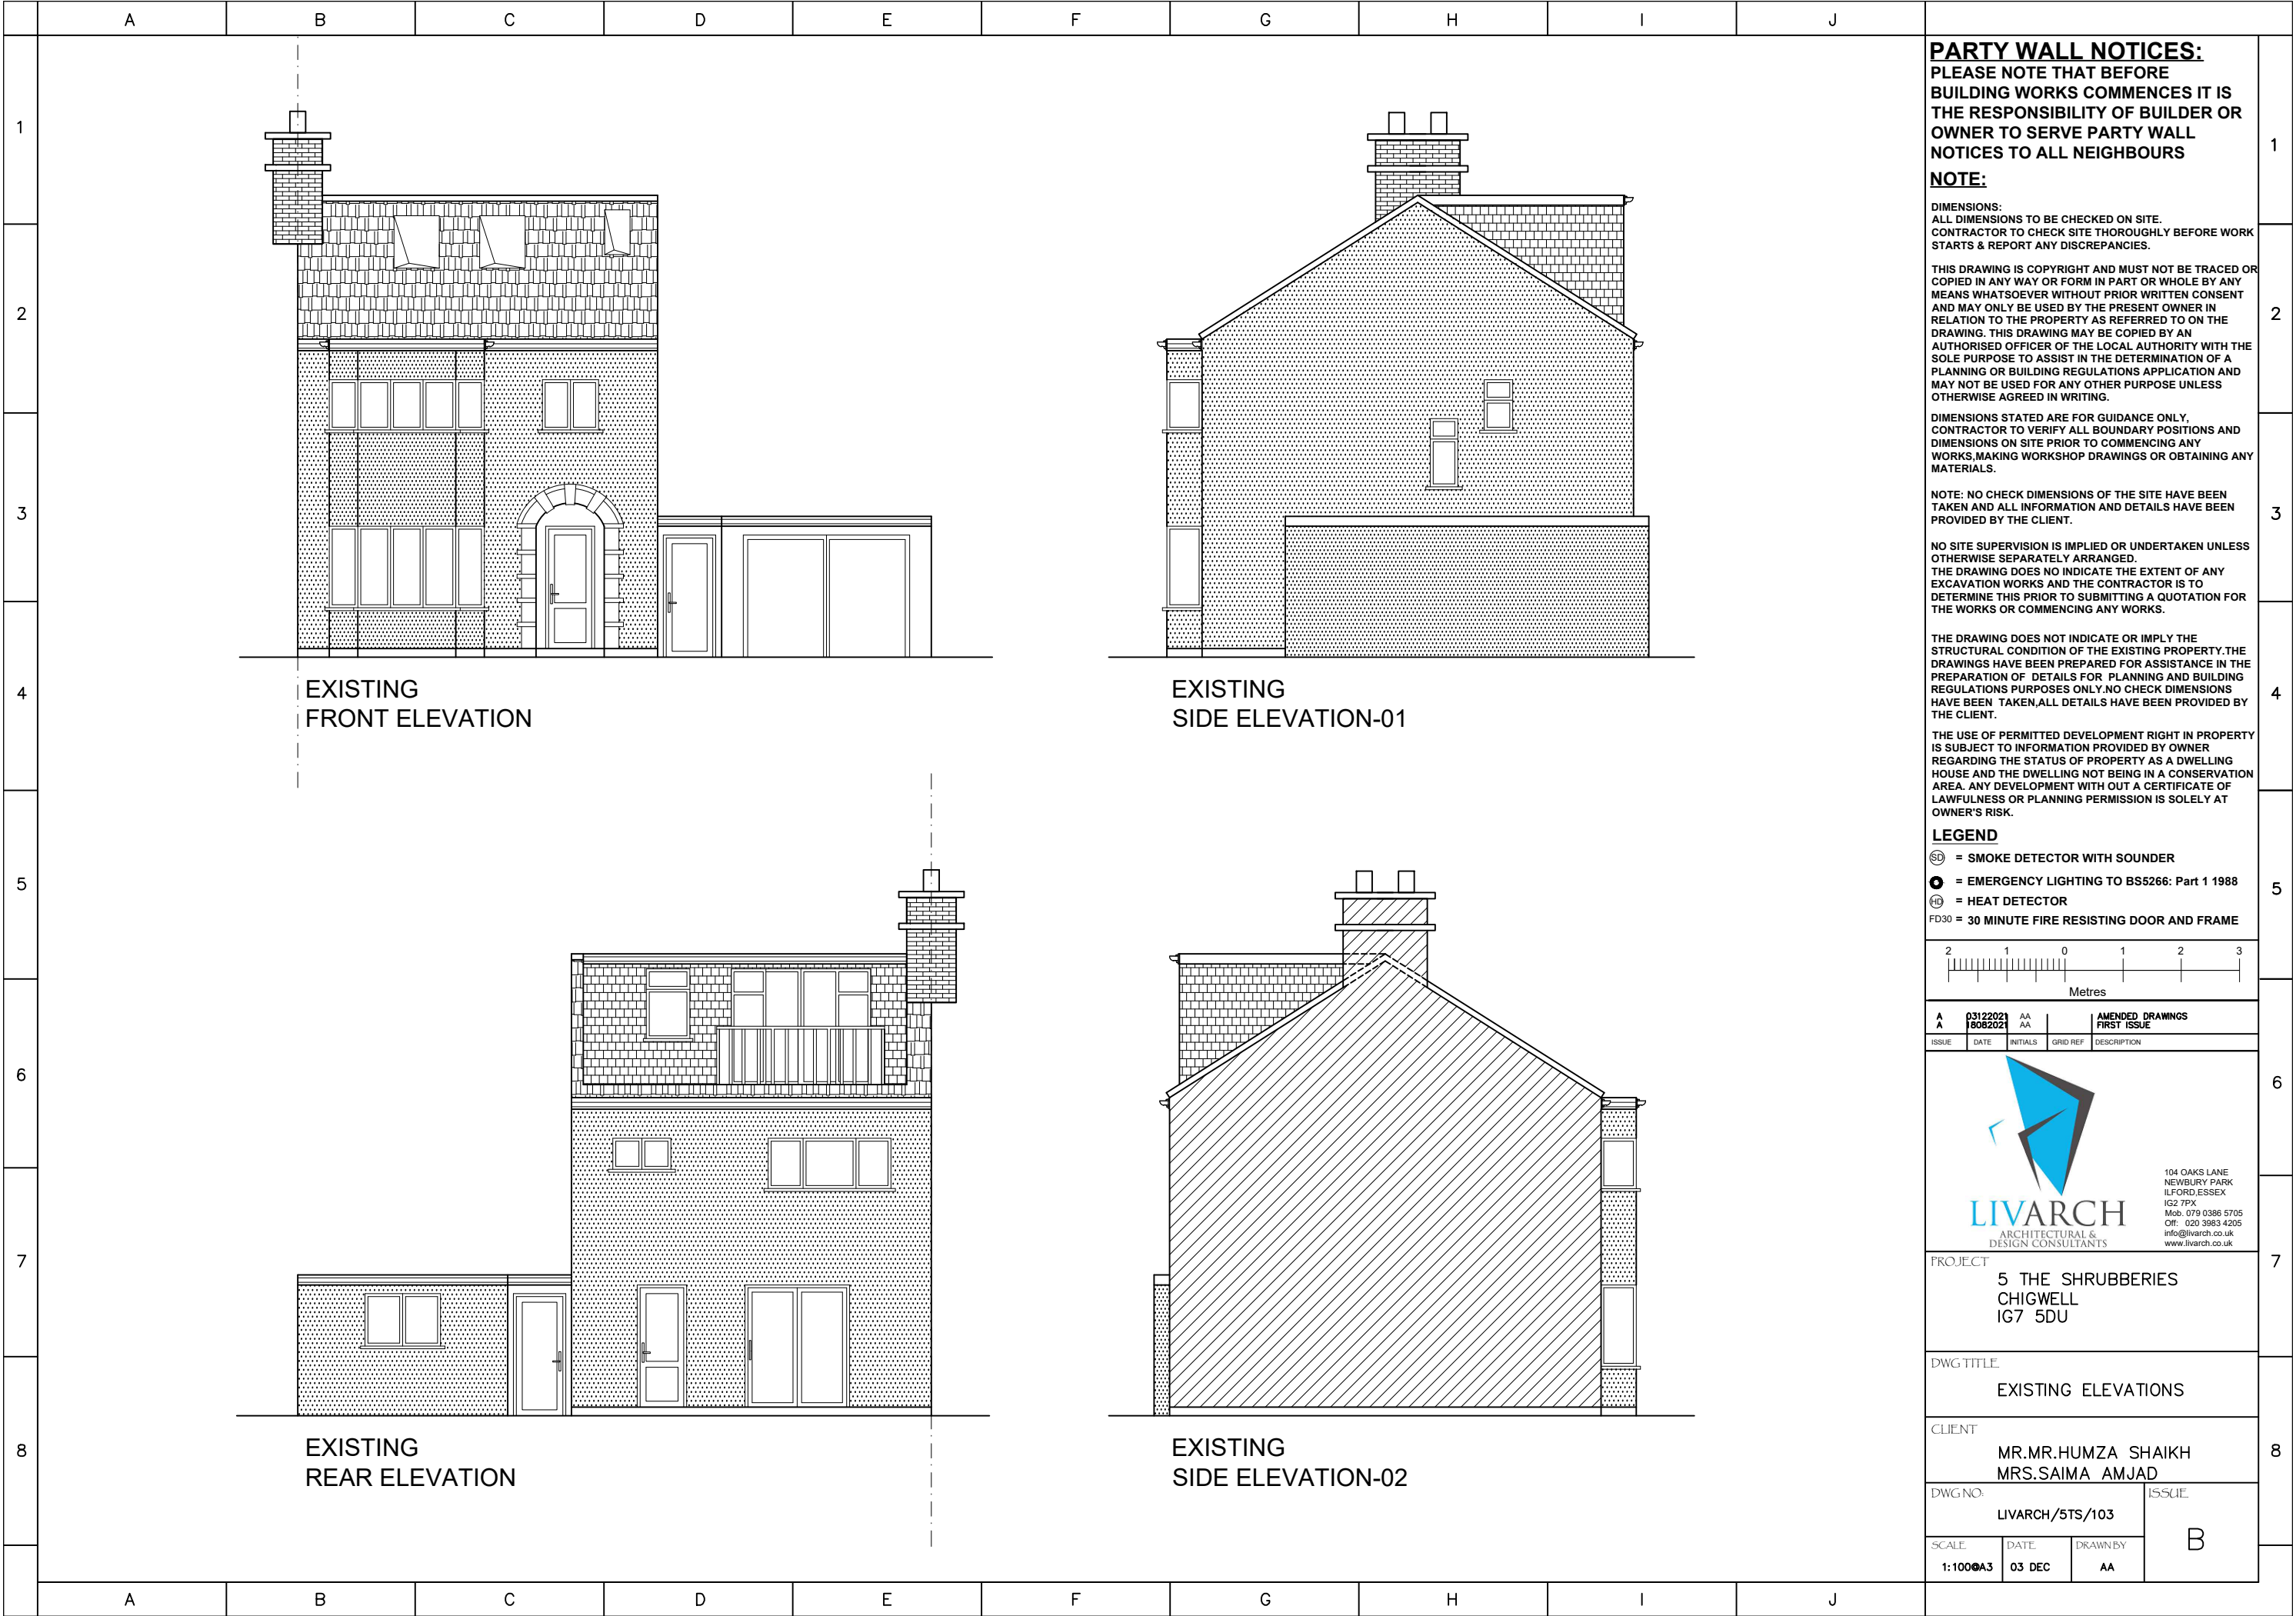 A B C D E F G H I J
1
2
3
4
5
6
7
8
EXISTING
FRONT ELEVATION
EXISTING
SIDE ELEVATION-01
EXISTING
REAR ELEVATION
EXISTING
SIDE ELEVATION-02
A B C D E F G H I J
PARTY WALL NOTICES:
PLEASE NOTE THAT BEFORE
BUILDING WORKS COMMENCES IT IS
THE RESPONSIBILITY OF BUILDER OR
OWNER TO SERVE PARTY WALL
NOTICES TO ALL NEIGHBOURS
NOTE:
DIMENSIONS:
ALL DIMENSIONS TO BE CHECKED ON SITE.
CONTRACTOR TO CHECK SITE THOROUGHLY BEFORE WORK
STARTS & REPORT ANY DISCREPANCIES.
THIS DRAWING IS COPYRIGHT AND MUST NOT BE TRACED OR
COPIED IN ANY WAY OR FORM IN PART OR WHOLE BY ANY
MEANS WHATSOEVER WITHOUT PRIOR WRITTEN CONSENT
AND MAY ONLY BE USED BY THE PRESENT OWNER IN
RELATION TO THE PROPERTY AS REFERRED TO ON THE
DRAWING. THIS DRAWING MAY BE COPIED BY AN
AUTHORISED OFFICER OF THE LOCAL AUTHORITY WITH THE
SOLE PURPOSE TO ASSIST IN THE DETERMINATION OF A
PLANNING OR BUILDING REGULATIONS APPLICATION AND
MAY NOT BE USED FOR ANY OTHER PURPOSE UNLESS
OTHERWISE AGREED IN WRITING.
DIMENSIONS STATED ARE FOR GUIDANCE ONLY,
CONTRACTOR TO VERIFY ALL BOUNDARY POSITIONS AND
DIMENSIONS ON SITE PRIOR TO COMMENCING ANY
WORKS,MAKING WORKSHOP DRAWINGS OR OBTAINING ANY
MATERIALS.
NOTE: NO CHECK DIMENSIONS OF THE SITE HAVE BEEN
TAKEN AND ALL INFORMATION AND DETAILS HAVE BEEN
PROVIDED BY THE CLIENT.
NO SITE SUPERVISION IS IMPLIED OR UNDERTAKEN UNLESS
OTHERWISE SEPARATELY ARRANGED.
THE DRAWING DOES NO INDICATE THE EXTENT OF ANY
EXCAVATION WORKS AND THE CONTRACTOR IS TO
DETERMINE THIS PRIOR TO SUBMITTING A QUOTATION FOR
THE WORKS OR COMMENCING ANY WORKS.
THE DRAWING DOES NOT INDICATE OR IMPLY THE
STRUCTURAL CONDITION OF THE EXISTING PROPERTY.THE
DRAWINGS HAVE BEEN PREPARED FOR ASSISTANCE IN THE
PREPARATION OF DETAILS FOR PLANNING AND BUILDING
REGULATIONS PURPOSES ONLY.NO CHECK DIMENSIONS
HAVE BEEN TAKEN,ALL DETAILS HAVE BEEN PROVIDED BY
THE CLIENT.
THE USE OF PERMITTED DEVELOPMENT RIGHT IN PROPERTY
IS SUBJECT TO INFORMATION PROVIDED BY OWNER
REGARDING THE STATUS OF PROPERTY AS A DWELLING
HOUSE AND THE DWELLING NOT BEING IN A CONSERVATION
AREA. ANY DEVELOPMENT WITH OUT A CERTIFICATE OF
LAWFULNESS OR PLANNING PERMISSION IS SOLELY AT
OWNER'S RISK.
LEGEND
SD = SMOKE DETECTOR WITH SOUNDER
= EMERGENCY LIGHTING TO BS5266: Part 1 1988
HD = HEAT DETECTOR
FD30 = 30 MINUTE FIRE RESISTING DOOR AND FRAME
2 1 0 1 2 3
Metres
A 03122021 AA AMENDED DRAWINGS
A 18082021 AA FIRST ISSUE
ISSUE DATE INITIALS GRID REF DESCRIPTION
LIVARCH
ARCHITECTURAL &
DESIGN CONSULTANTS
104 OAKS LANE
NEWBURY PARK
ILFORD,ESSEX
IG2 7PX
Mob. 079 0386 5705
Off: 020 3983 4205
info@livarch.co.uk
www.livarch.co.uk
PROJECT
5 THE SHRUBBERIES
CHIGWELL
IG7 5DU
DWG TITLE
EXISTING ELEVATIONS
CLIENT
MR.MR.HUMZA SHAIKH
MRS.SAIMA AMJAD
DWG NO:
LIVARCH/5TS/103
ISSUE
B
SCALE
1:100@A3
DATE
03 DEC
DRAWN BY
AA
1
2
3
4
5
6
7
8